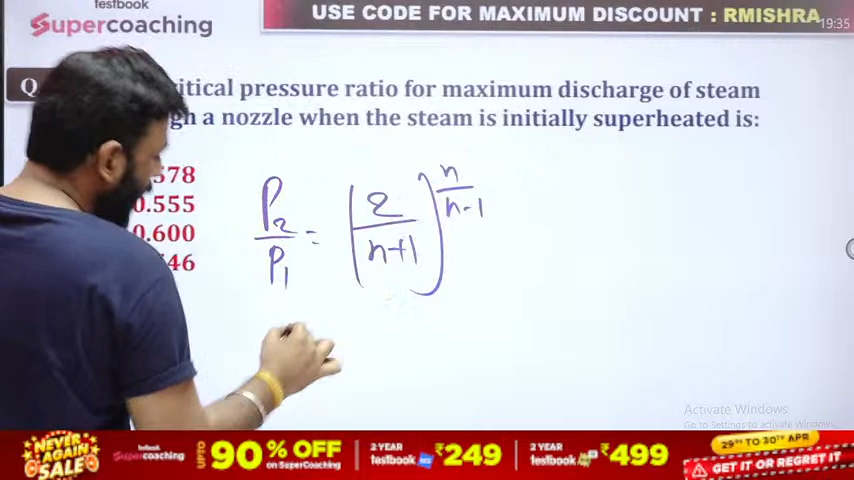 testbook
Supercoaching
USE CODE FOR MAXIMUM DISCOUNT : RMISHRA
19:35
Q
critical pressure ratio for maximum discharge of steam
a nozzle when the steam is initially superheated is:
578
0.555
0.600
46
P2/P1 = (2/n+1)^n/n-1
Activate Windows
Go to Settings to activate Windows.
NEVER AGAIN SALE
testbook Supercoaching
UPTO 90% OFF on SuperCoaching
2 YEAR testbook ₹249
2 YEAR testbook ₹499
29TH TO 30TH APR
GET IT OR REGRET IT